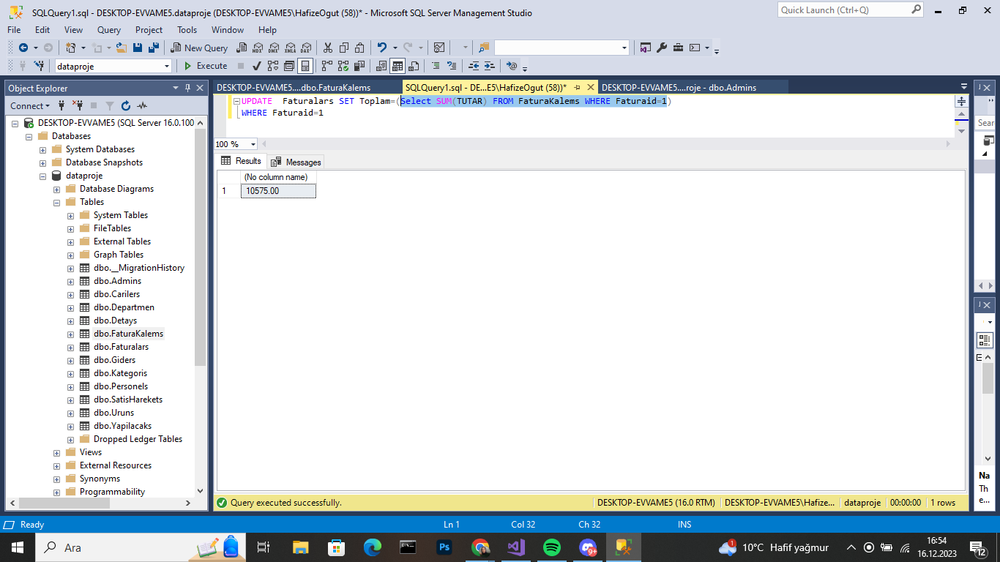 SQLQuery1.sql - DESKTOP-EVVAME5.dataproje (DESKTOP-EVVAME5\HafizeOgut (58))* - Microsoft SQL Server Management Studio
Quick Launch (Ctrl+Q)
File Edit View Query Project Tools Window Help
New Query
MDX DMX XMLA DAX
dataproje
Execute
Object Explorer
Connect
DESKTOP-EVVAME5 (SQL Server 16.0.100
Databases
System Databases
Database Snapshots
dataproje
Database Diagrams
Tables
System Tables
FileTables
External Tables
Graph Tables
dbo.__MigrationHistory
dbo.Admins
dbo.Carilers
dbo.Departmen
dbo.Detays
dbo.FaturaKalems
dbo.Faturalars
dbo.Giders
dbo.Kategoris
dbo.Personels
dbo.SatisHarekets
dbo.Uruns
dbo.Yapilacaks
Dropped Ledger Tables
Views
External Resources
Synonyms
Programmability
DESKTOP-EVVAME5....dbo.FaturaKalems
SQLQuery1.sql - DE...E5\HafizeOgut (58))*
DESKTOP-EVVAME5....roje - dbo.Admins
UPDATE  Faturalars SET Toplam=(Select SUM(TUTAR) FROM FaturaKalems WHERE Faturaid=1)
WHERE Faturaid=1
100 %
Results
Messages
(No column name)
1 10575.00
Query executed successfully.
DESKTOP-EVVAME5 (16.0 RTM)
DESKTOP-EVVAME5\Hafize...
dataproje
00:00:00
1 rows
Sear
Na
Th
e...
Ready
Ln 1
Col 32
Ch 32
INS
Ara
Ps
9+
1
10°C Hafif yağmur
16:54
16.12.2023
12